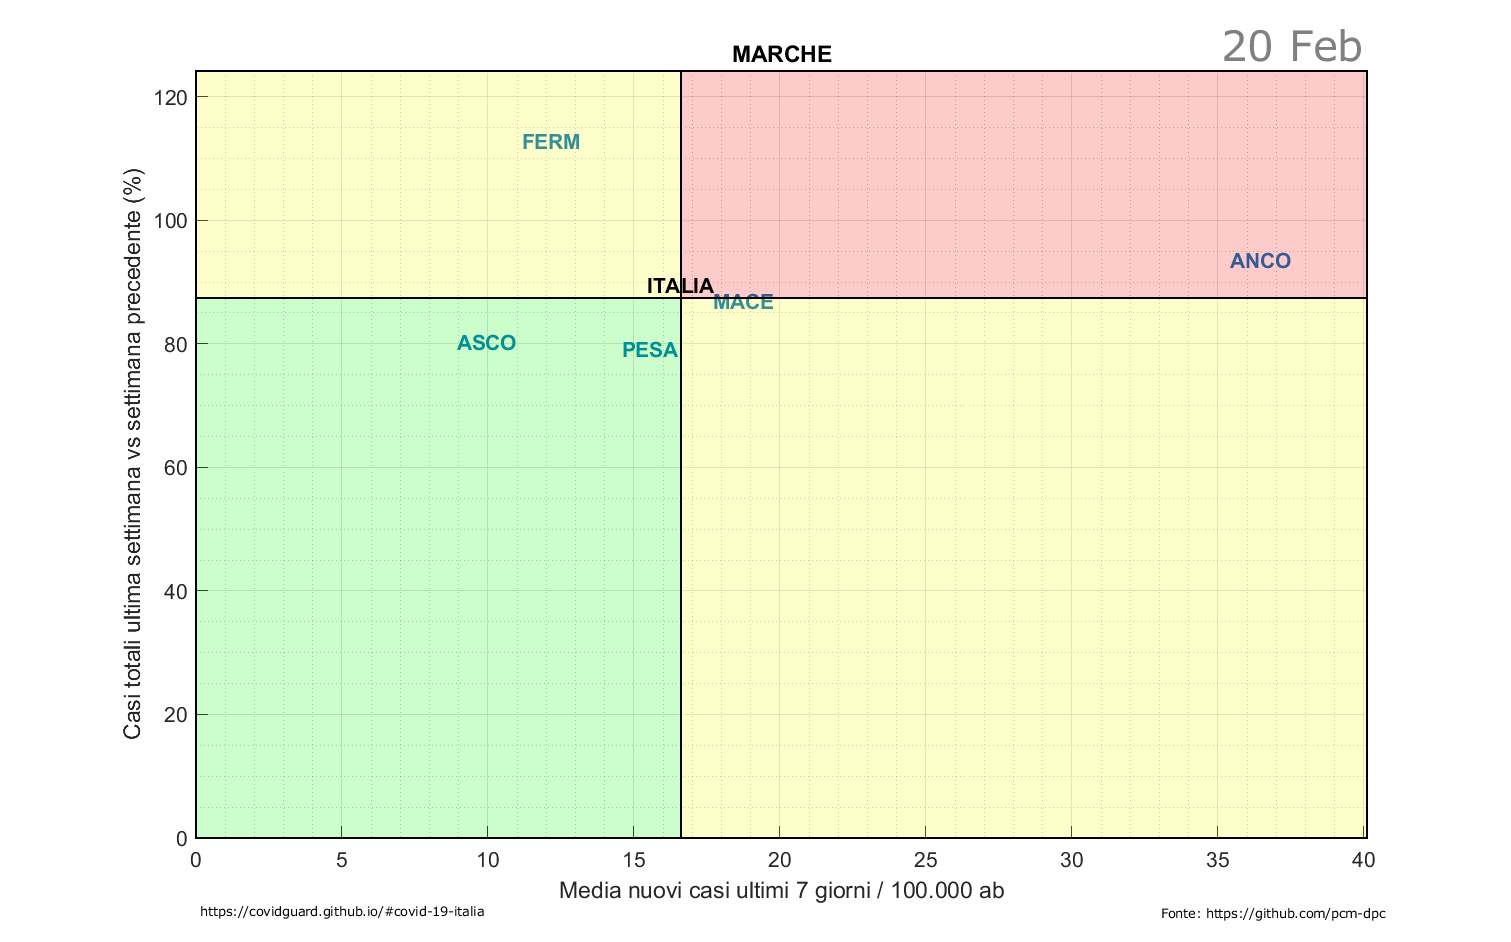 20 Feb
MARCHE
Casi totali ultima settimana vs settimana precedente (%)
120
100
80
60
40
20
0
FERM
ANCO
ITALIA
MACE
ASCO
PESA
0 5 10 15 20 25 30 35 40
Media nuovi casi ultimi 7 giorni / 100.000 ab
https://covidguard.github.io/#covid-19-italia
Fonte: https://github.com/pcm-dpc